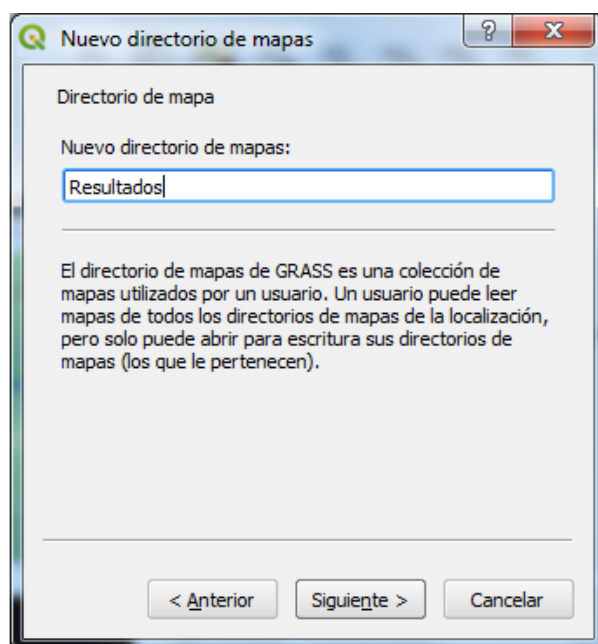 Nuevo directorio de mapas
Directorio de mapa
Nuevo directorio de mapas:
Resultados
El directorio de mapas de GRASS es una colección de
mapas utilizados por un usuario. Un usuario puede leer
mapas de todos los directorios de mapas de la localización,
pero solo puede abrir para escritura sus directorios de
mapas (los que le pertenecen).
< Anterior
Siguiente >
Cancelar